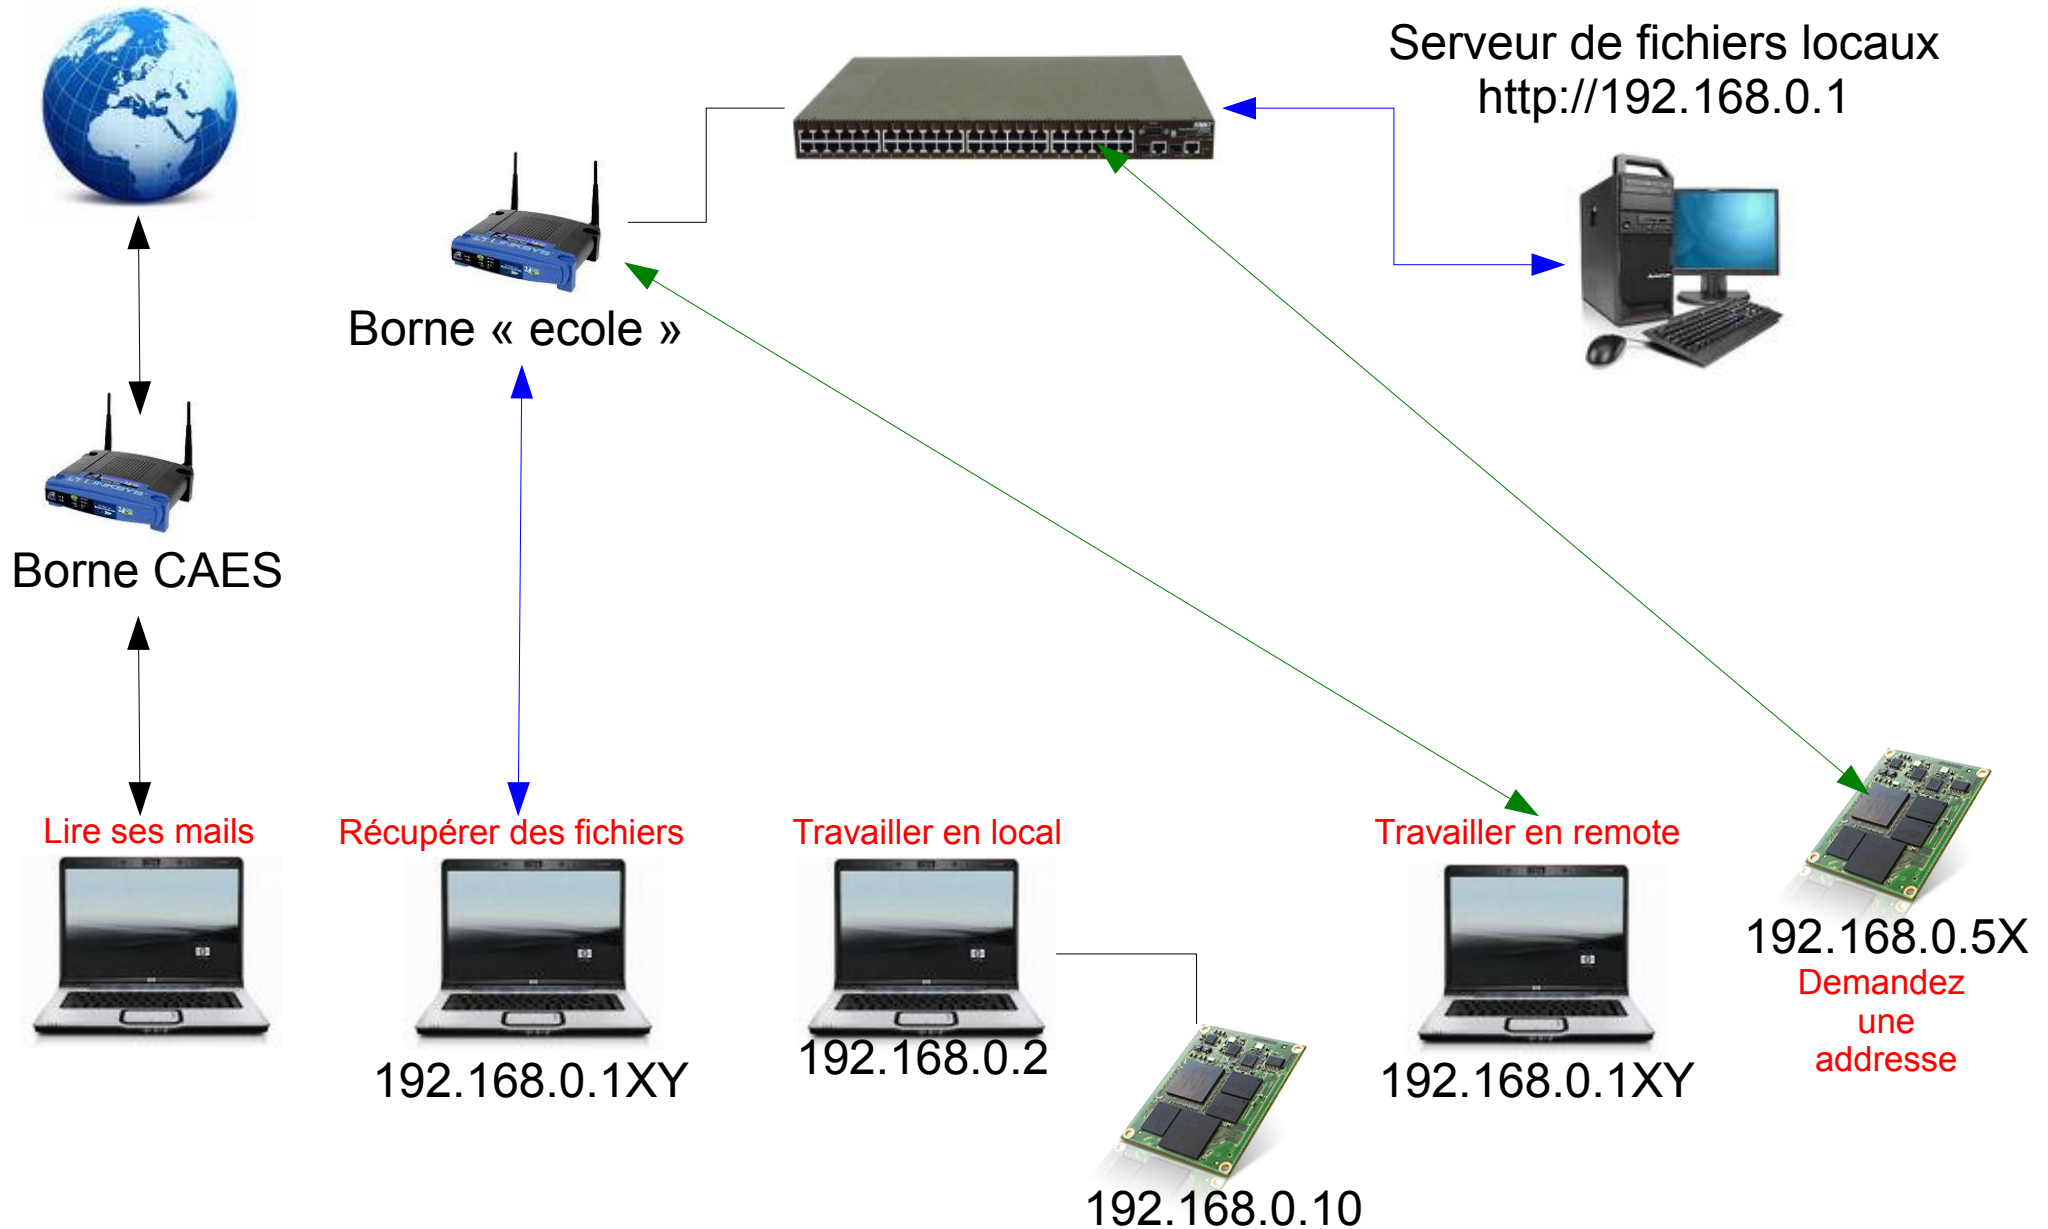 Serveur de fichiers locaux
http://192.168.0.1
LINKSYS
Borne « ecole »
LINKSYS
Borne CAES
Lire ses mails
Récupérer des fichiers
Travailler en local
Travailler en remote
192.168.0.5X
Demandez
une
addresse
192.168.0.2
192.168.0.1XY
192.168.0.1XY
192.168.0.10